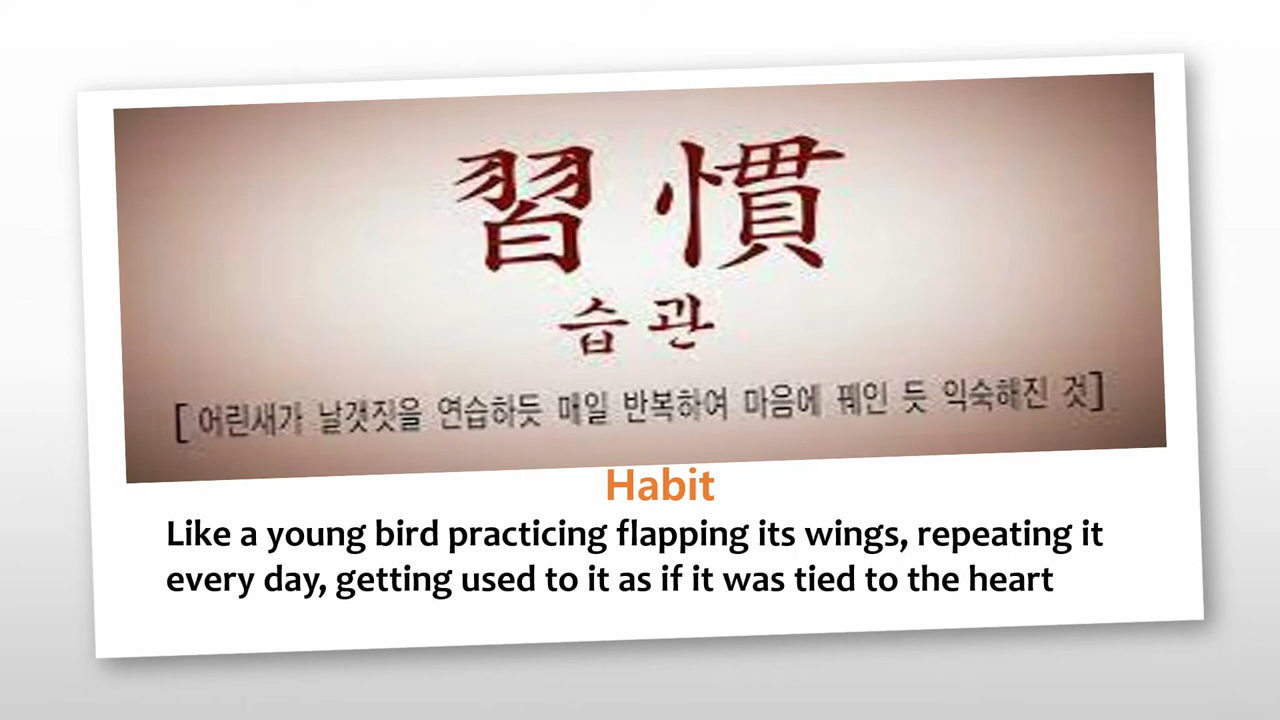 習慣
습관
[어린새가 날갯짓을 연습하듯 매일 반복하여 마음에 꿰인 듯 익숙해진 것]
Habit
Like a young bird practicing flapping its wings, repeating it
every day, getting used to it as if it was tied to the heart